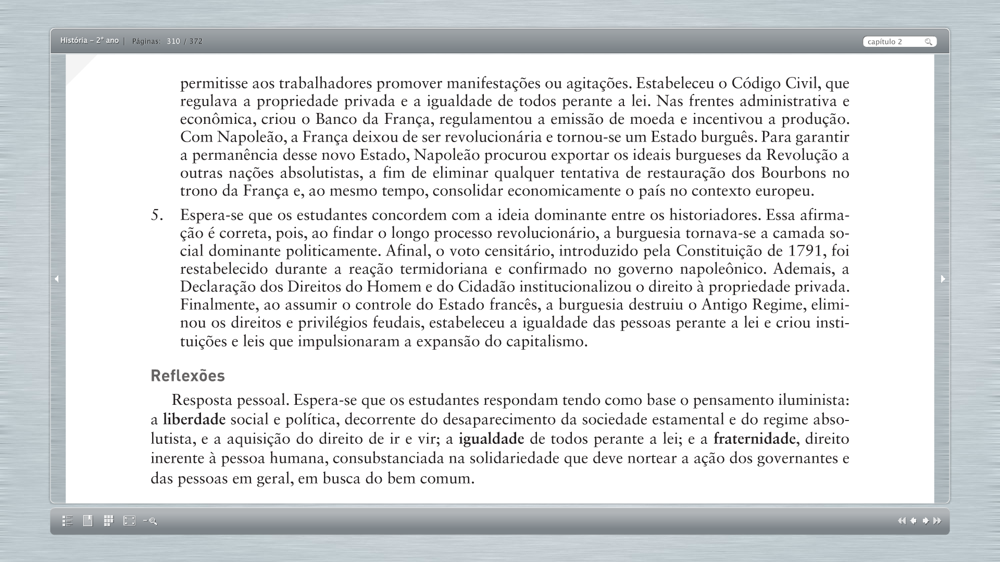 História – 2° ano | Páginas: 310 / 372
capítulo 2
permitisse aos trabalhadores promover manifestações ou agitações. Estabeleceu o Código Civil, que
regulava a propriedade privada e a igualdade de todos perante a lei. Nas frentes administrativa e
econômica, criou o Banco da França, regulamentou a emissão de moeda e incentivou a produção.
Com Napoleão, a França deixou de ser revolucionária e tornou-se um Estado burguês. Para garantir
a permanência desse novo Estado, Napoleão procurou exportar os ideais burgueses da Revolução a
outras nações absolutistas, a fim de eliminar qualquer tentativa de restauração dos Bourbons no
trono da França e, ao mesmo tempo, consolidar economicamente o país no contexto europeu.
5. Espera-se que os estudantes concordem com a ideia dominante entre os historiadores. Essa afirma-
ção é correta, pois, ao findar o longo processo revolucionário, a burguesia tornava-se a camada so-
cial dominante politicamente. Afinal, o voto censitário, introduzido pela Constituição de 1791, foi
restabelecido durante a reação termidoriana e confirmado no governo napoleônico. Ademais, a
Declaração dos Direitos do Homem e do Cidadão institucionalizou o direito à propriedade privada.
Finalmente, ao assumir o controle do Estado francês, a burguesia destruiu o Antigo Regime, elimi-
nou os direitos e privilégios feudais, estabeleceu a igualdade das pessoas perante a lei e criou insti-
tuições e leis que impulsionaram a expansão do capitalismo.
Reflexões
Resposta pessoal. Espera-se que os estudantes respondam tendo como base o pensamento iluminista:
a liberdade social e política, decorrente do desaparecimento da sociedade estamental e do regime abso-
lutista, e a aquisição do direito de ir e vir; a igualdade de todos perante a lei; e a fraternidade, direito
inerente à pessoa humana, consubstanciada na solidariedade que deve nortear a ação dos governantes e
das pessoas em geral, em busca do bem comum.